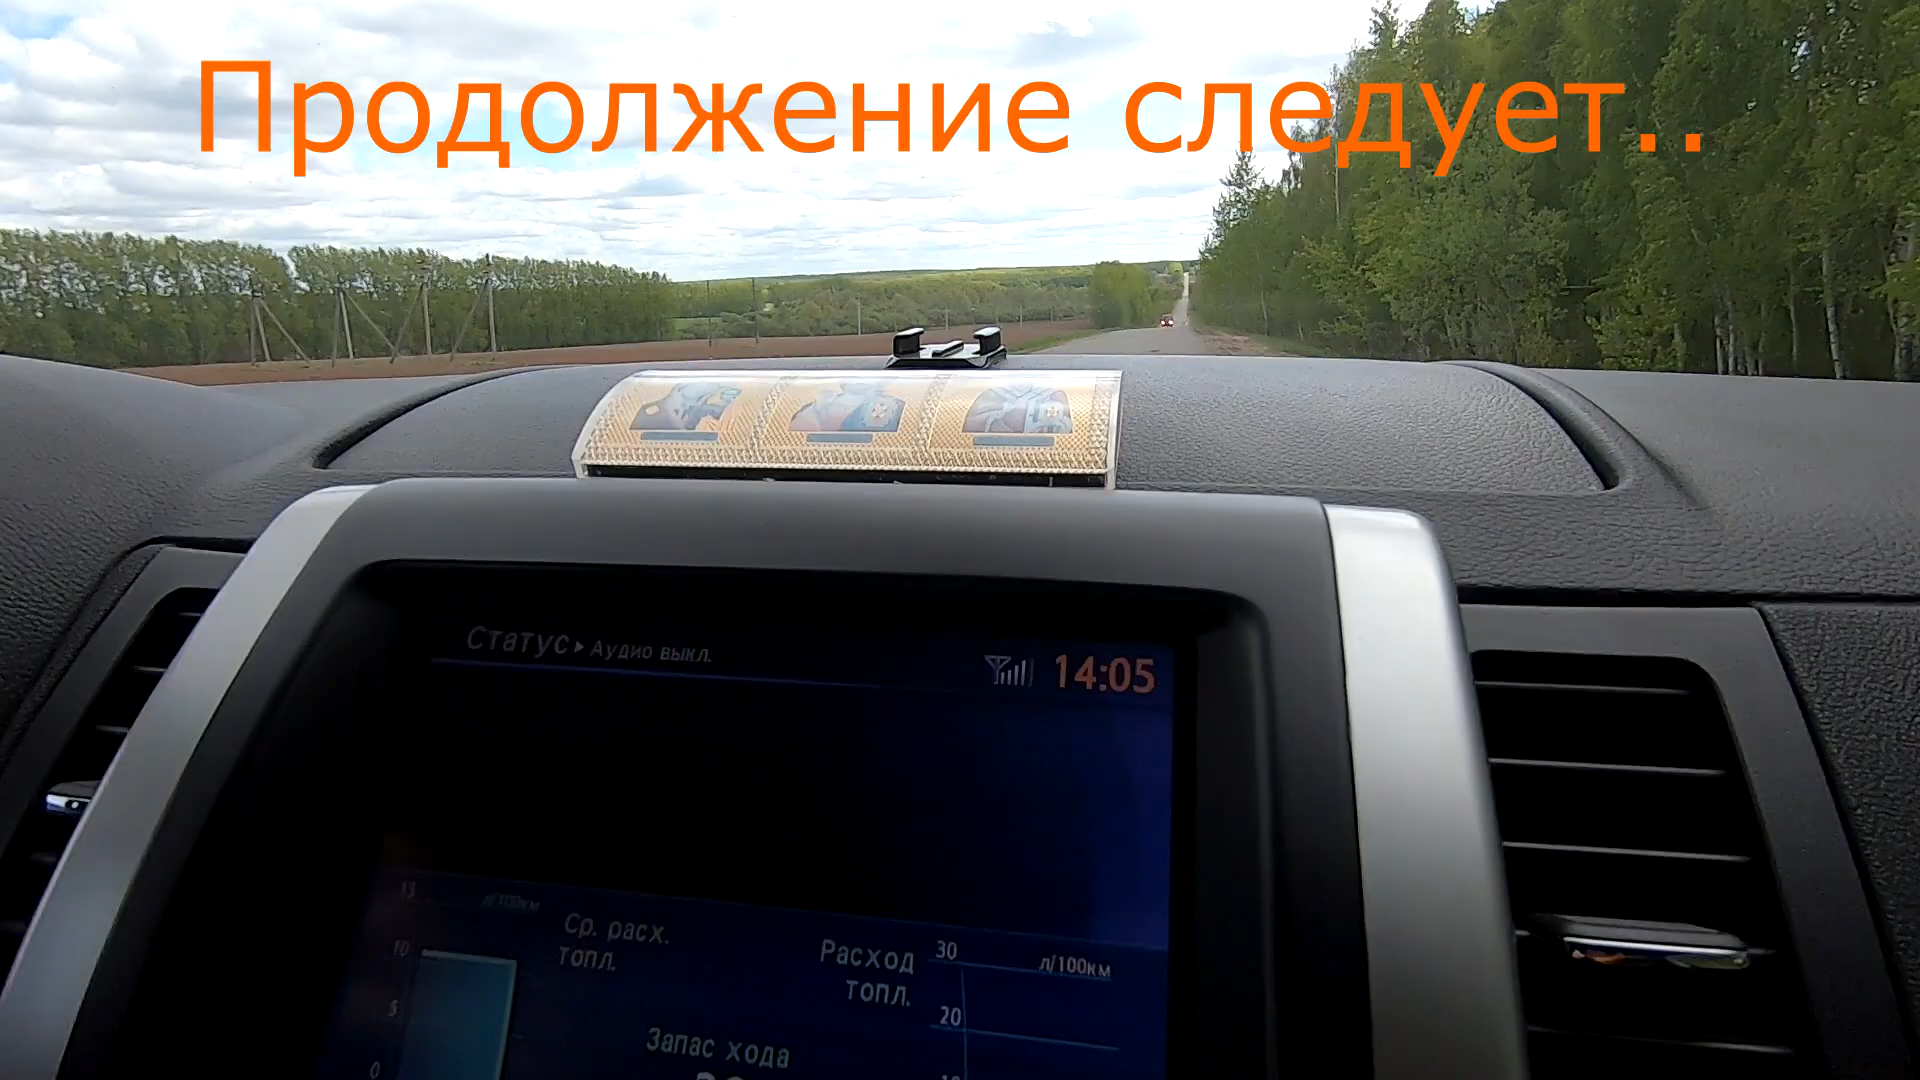 Продолжение следует..
Статус▸Аудио выкл.
14:05
15
л/100км
10
5
0
Ср. расх.
топл.
Расход
топл.
30
л/100км
20
Запас хода